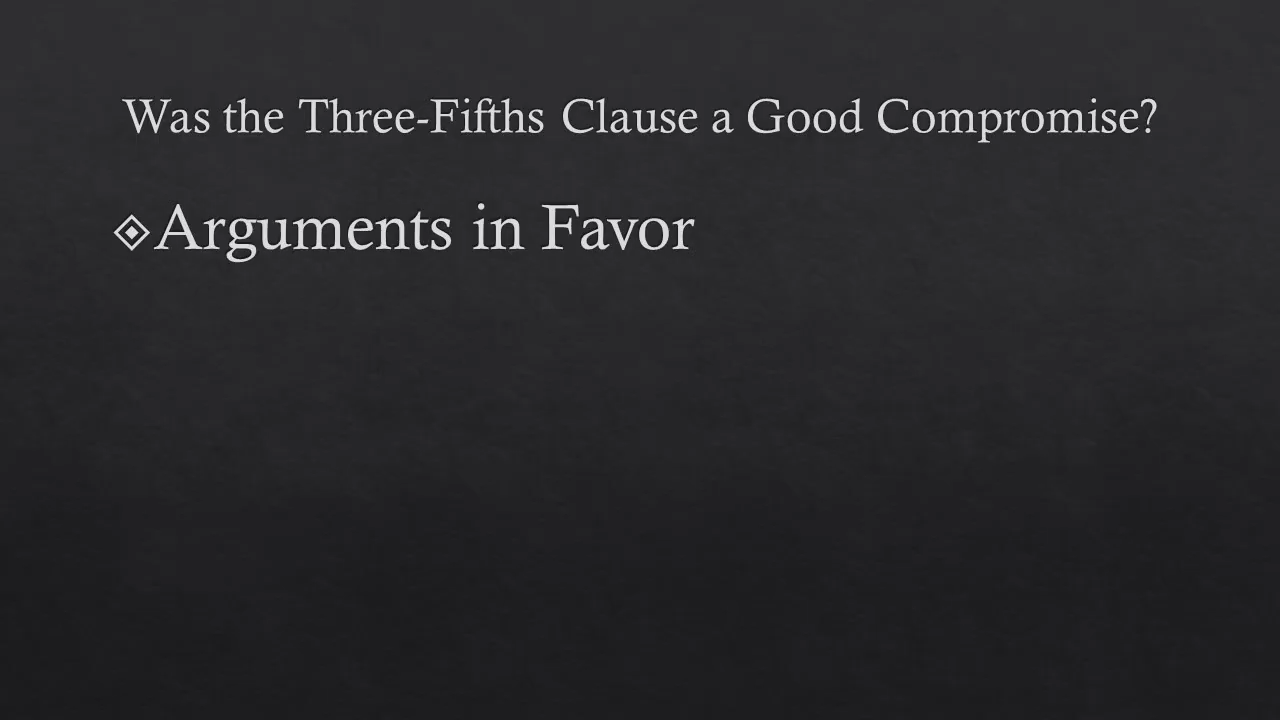 Was the Three-Fifths Clause a Good Compromise?
Arguments in Favor